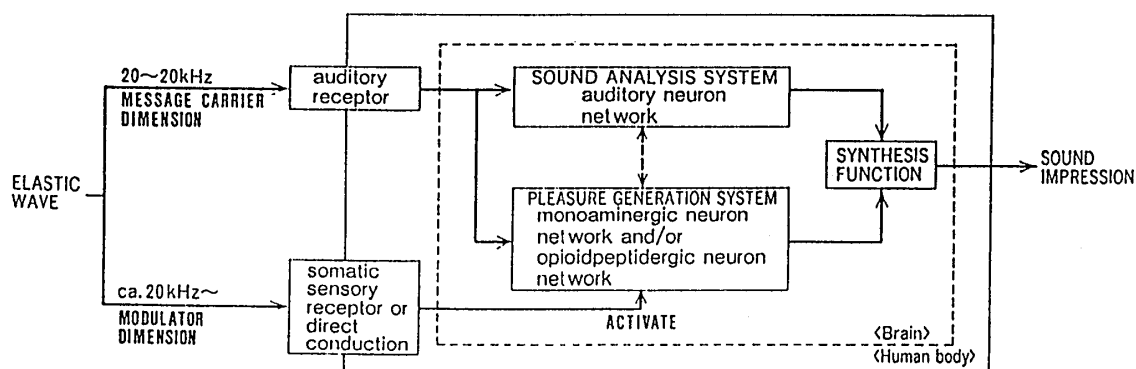 ELASTIC
WAVE
20～20kHz
MESSAGE CARRIER
DIMENSION
auditory
receptor
ca.20kHz～
MODULATOR
DIMENSION
somatic
sensory
receptor or
direct
conduction
SOUND ANALYSIS SYSTEM
auditory neuron
network
PLEASURE GENERATION SYSTEM
monoaminergic neuron
network and/or
opioidpeptidergic neuron
network
ACTIVATE
SYNTHESIS
FUNCTION
SOUND
IMPRESSION
〈Brain〉
〈Human body〉